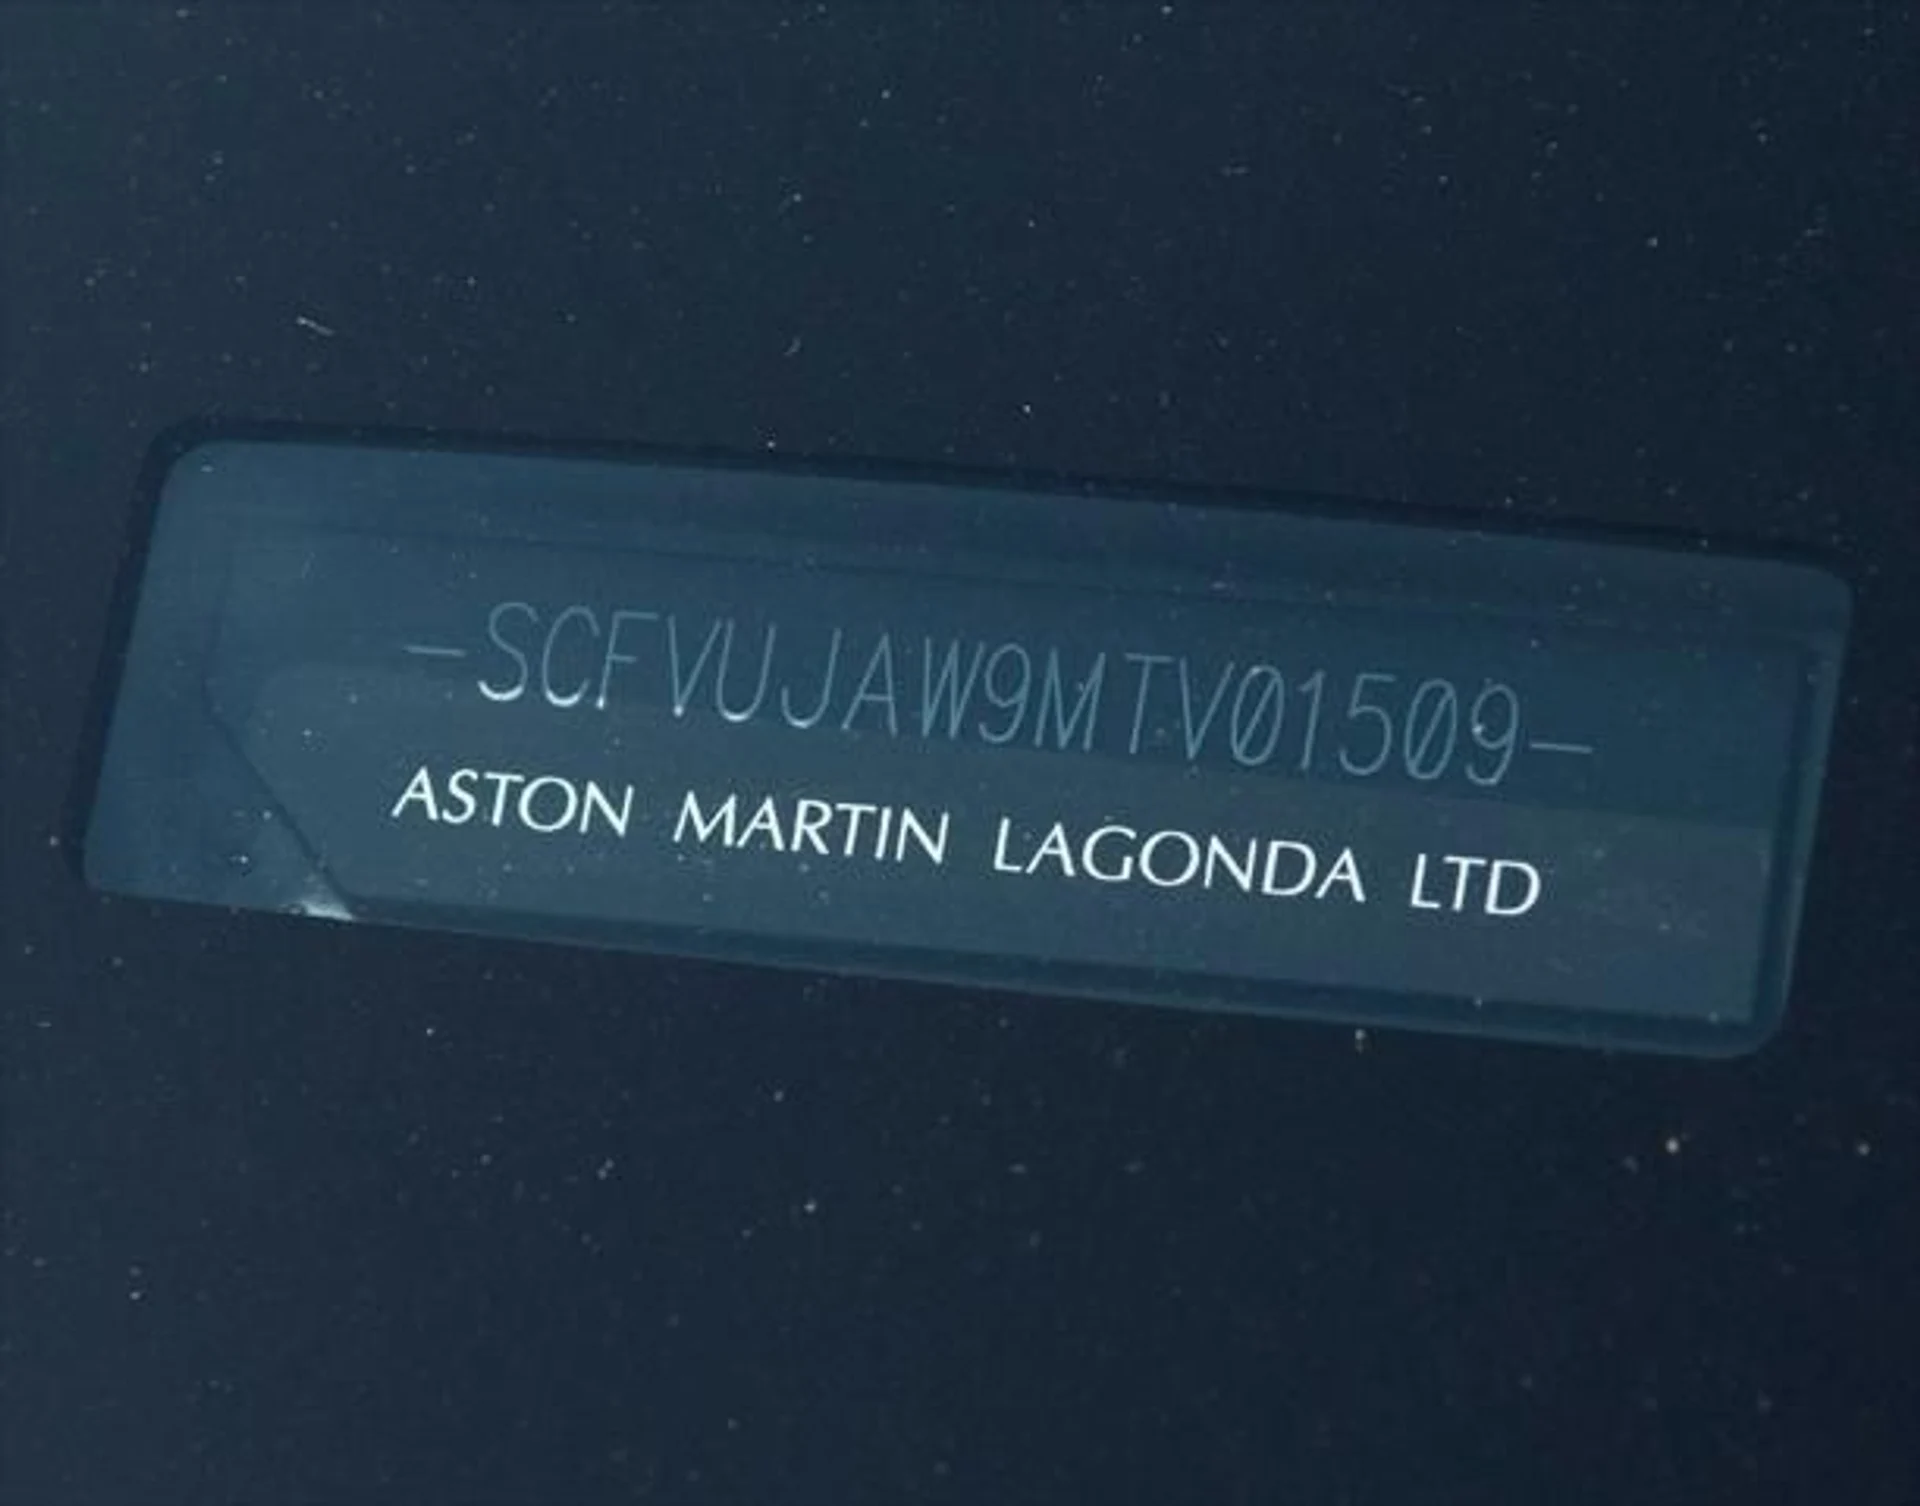 -SCFVUJAW9MTV01509-
ASTON MARTIN LAGONDA LTD